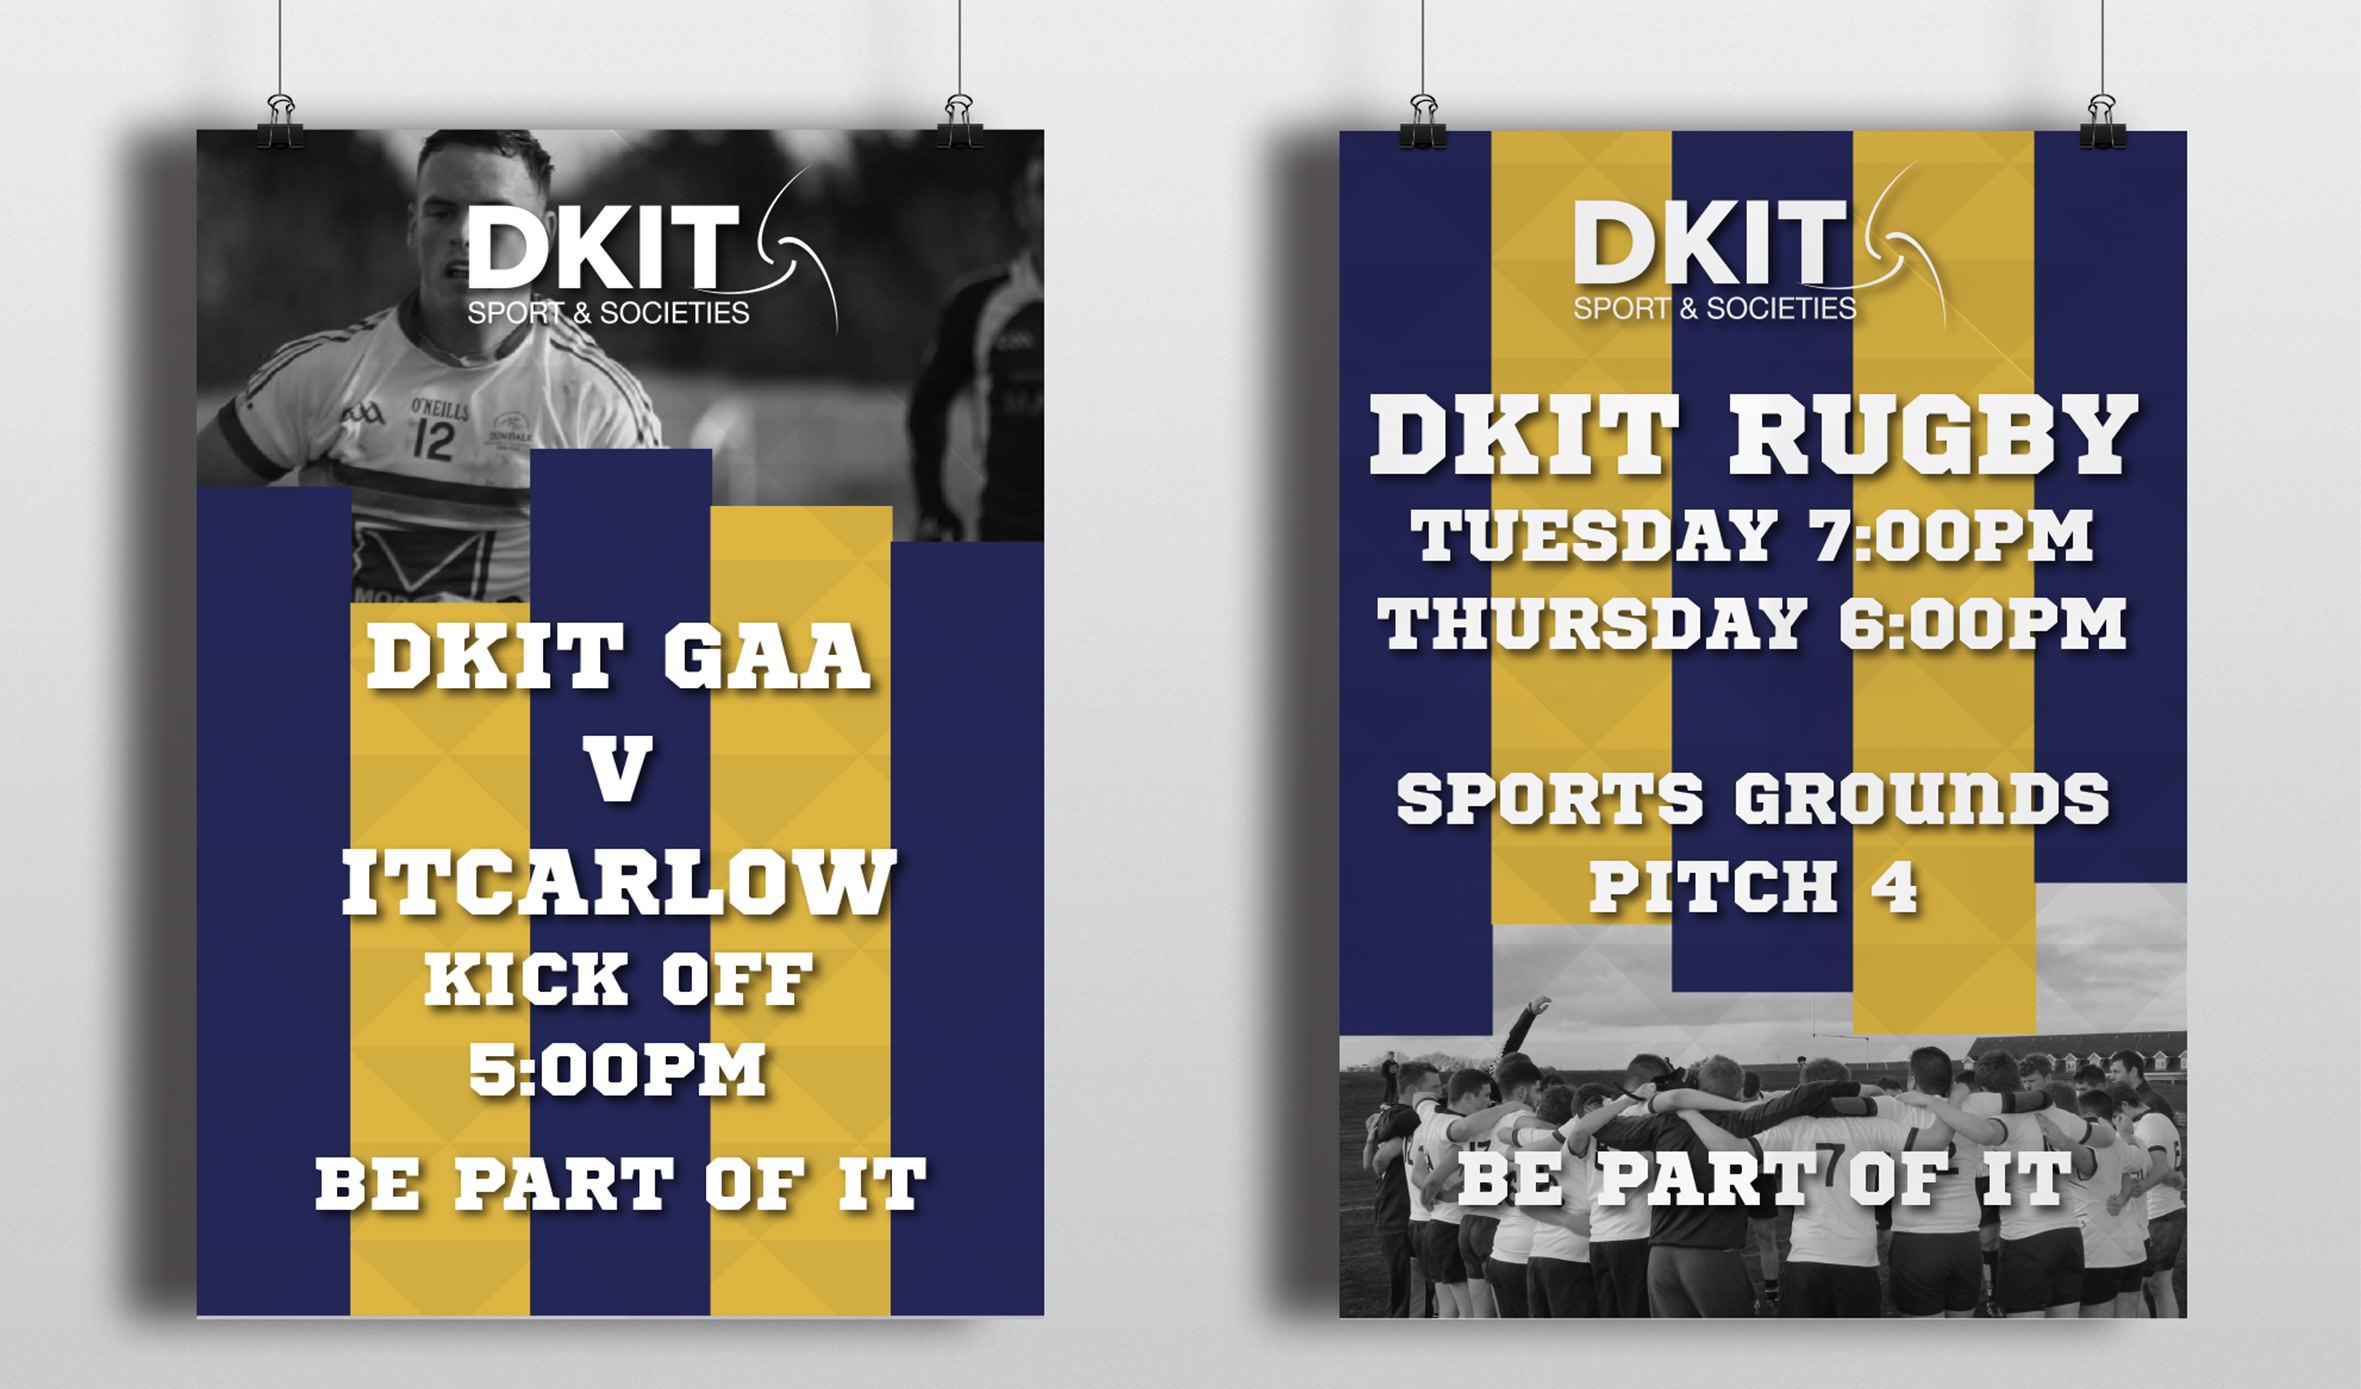 DKIT
SPORT & SOCIETIES
O'NEILLS
12
DKIT GAA
V
ITCARLOW
KICK OFF
5:00PM
BE PART OF IT
DKIT
SPORT & SOCIETIES
DKIT RUGBY
TUESDAY 7:00PM
THURSDAY 6:00PM
SPORTS GROUnDS
PITCH 4
7
BE PART OF IT